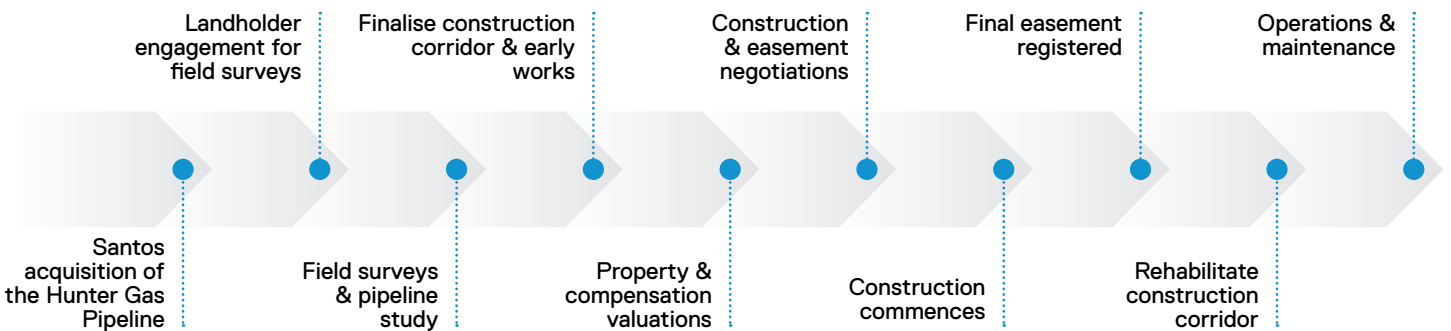 Landholder
engagement for
field surveys
Finalise construction
corridor & early
works
Construction
& easement
negotiations
Final easement
registered
Operations &
maintenance
Santos
acquisition of
the Hunter Gas
Pipeline
Field surveys
& pipeline
study
Property &
compensation
valuations
Construction
commences
Rehabilitate
construction
corridor